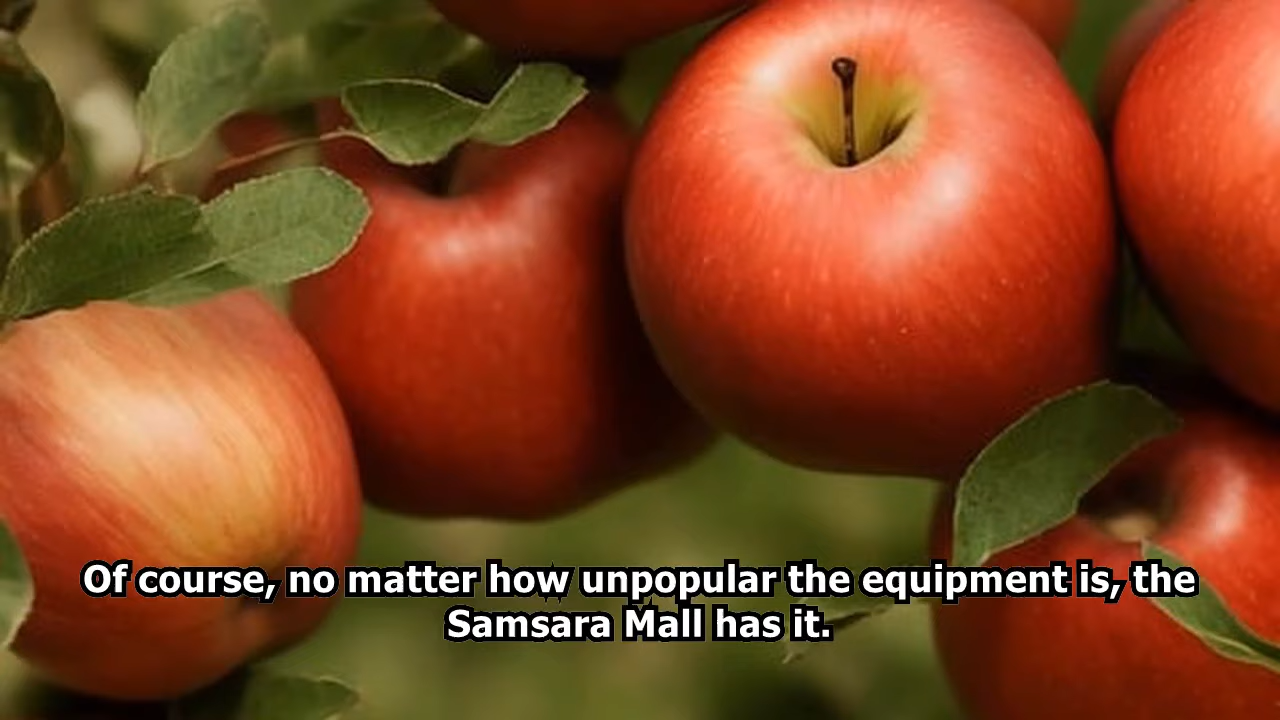 Of course, no matter how unpopular the equipment is, the
Samsara Mall has it.